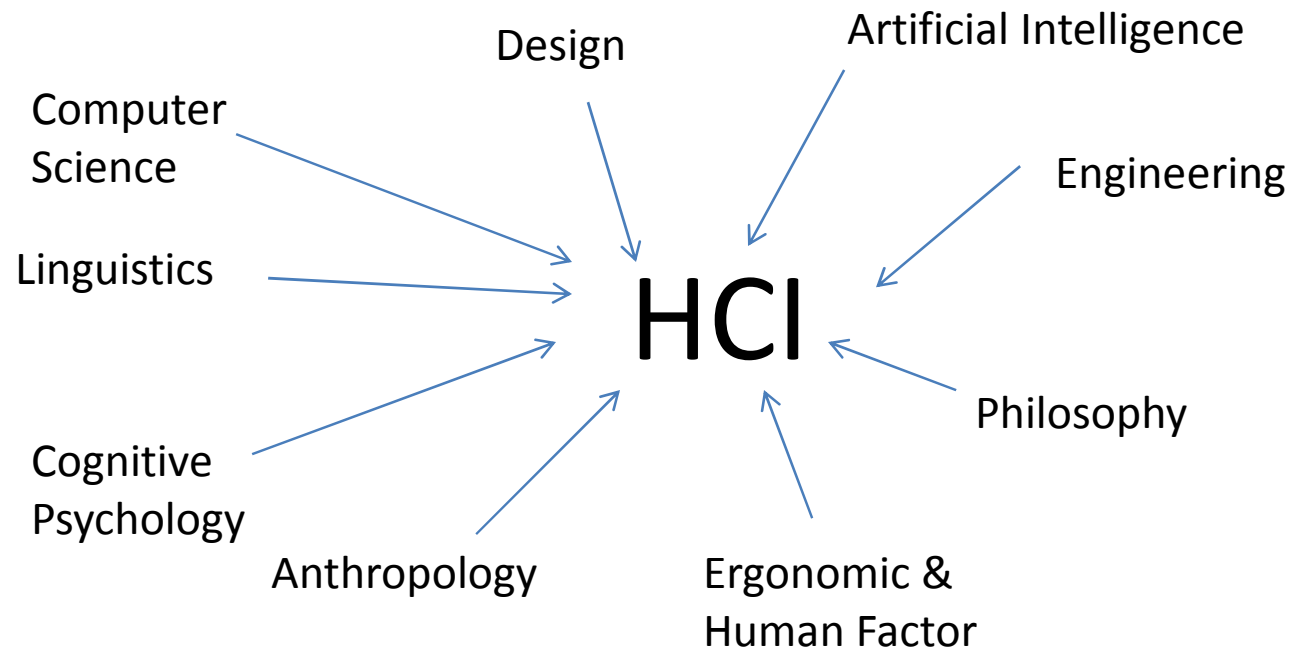 Design
Artificial Intelligence
Computer
Science
Engineering
Linguistics
HCI
Philosophy
Cognitive
Psychology
Anthropology
Ergonomic &
Human Factor